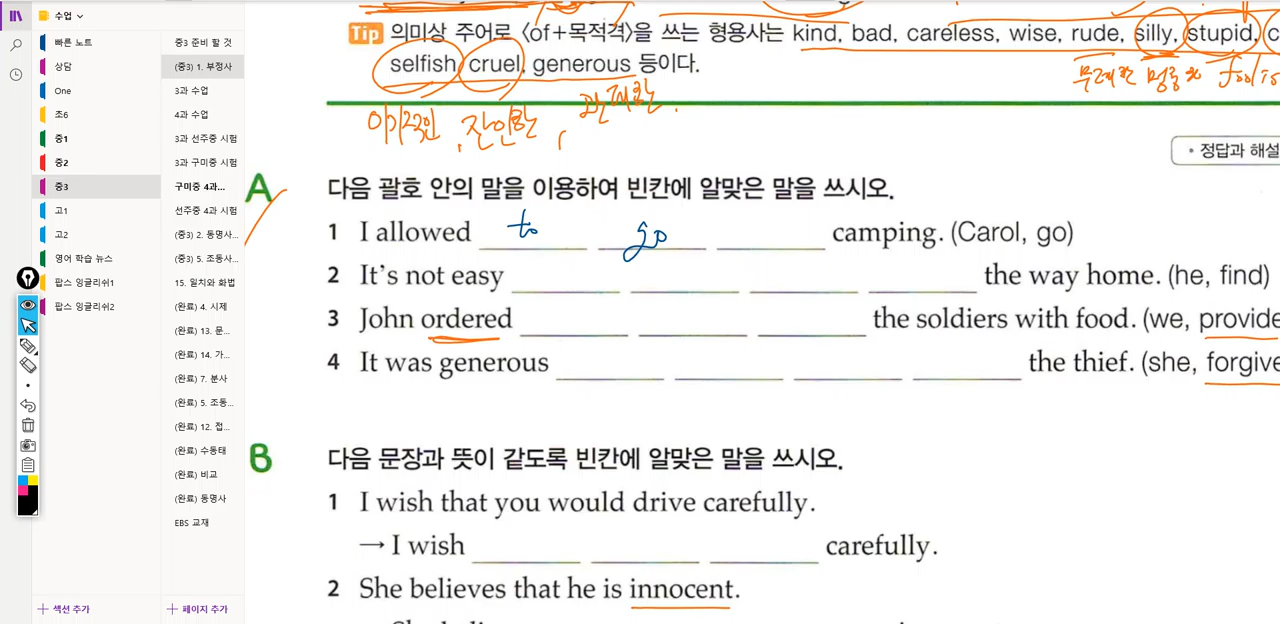 수업
빠른 노트
상담
One
초6
중1
중2
중3
고1
고2
영어 학습 뉴스
팝스 잉글리쉬1
팝스 잉글리쉬2
섹션 추가
중3 준비 할 것
(중3) 1. 부정사
3과 수업
4과 수업
3과 선주중 시험
3과 구미중 시험
구미중 4과...
선주중 4과 시험
(중3) 2. 동명사...
(중3) 5. 조동사...
15. 일치와 화법
(완료) 4. 시제
(완료) 13. 문...
(완료) 14. 가...
(완료) 7. 분사
(완료) 5. 조동...
(완료) 12. 접...
(완료) 수동태
(완료) 비교
(완료) 동명사
EBS 교재
페이지 추가
Tip 의미상 주어로 〈of+목적격〉을 쓰는 형용사는 kind, bad, careless, wise, rude, silly, stupid,
selfish, cruel, generous 등이다.
무례한 멍청한
이기적인, 잔인한, 관대한.
• 정답과 해설
A 다음 괄호 안의 말을 이용하여 빈칸에 알맞은 말을 쓰시오.
1 I allowed to go camping. (Carol, go)
2 It's not easy the way home. (he, find)
3 John ordered the soldiers with food. (we, provide
4 It was generous the thief. (she, forgive
B 다음 문장과 뜻이 같도록 빈칸에 알맞은 말을 쓰시오.
1 I wish that you would drive carefully.
→ I wish carefully.
2 She believes that he is innocent.